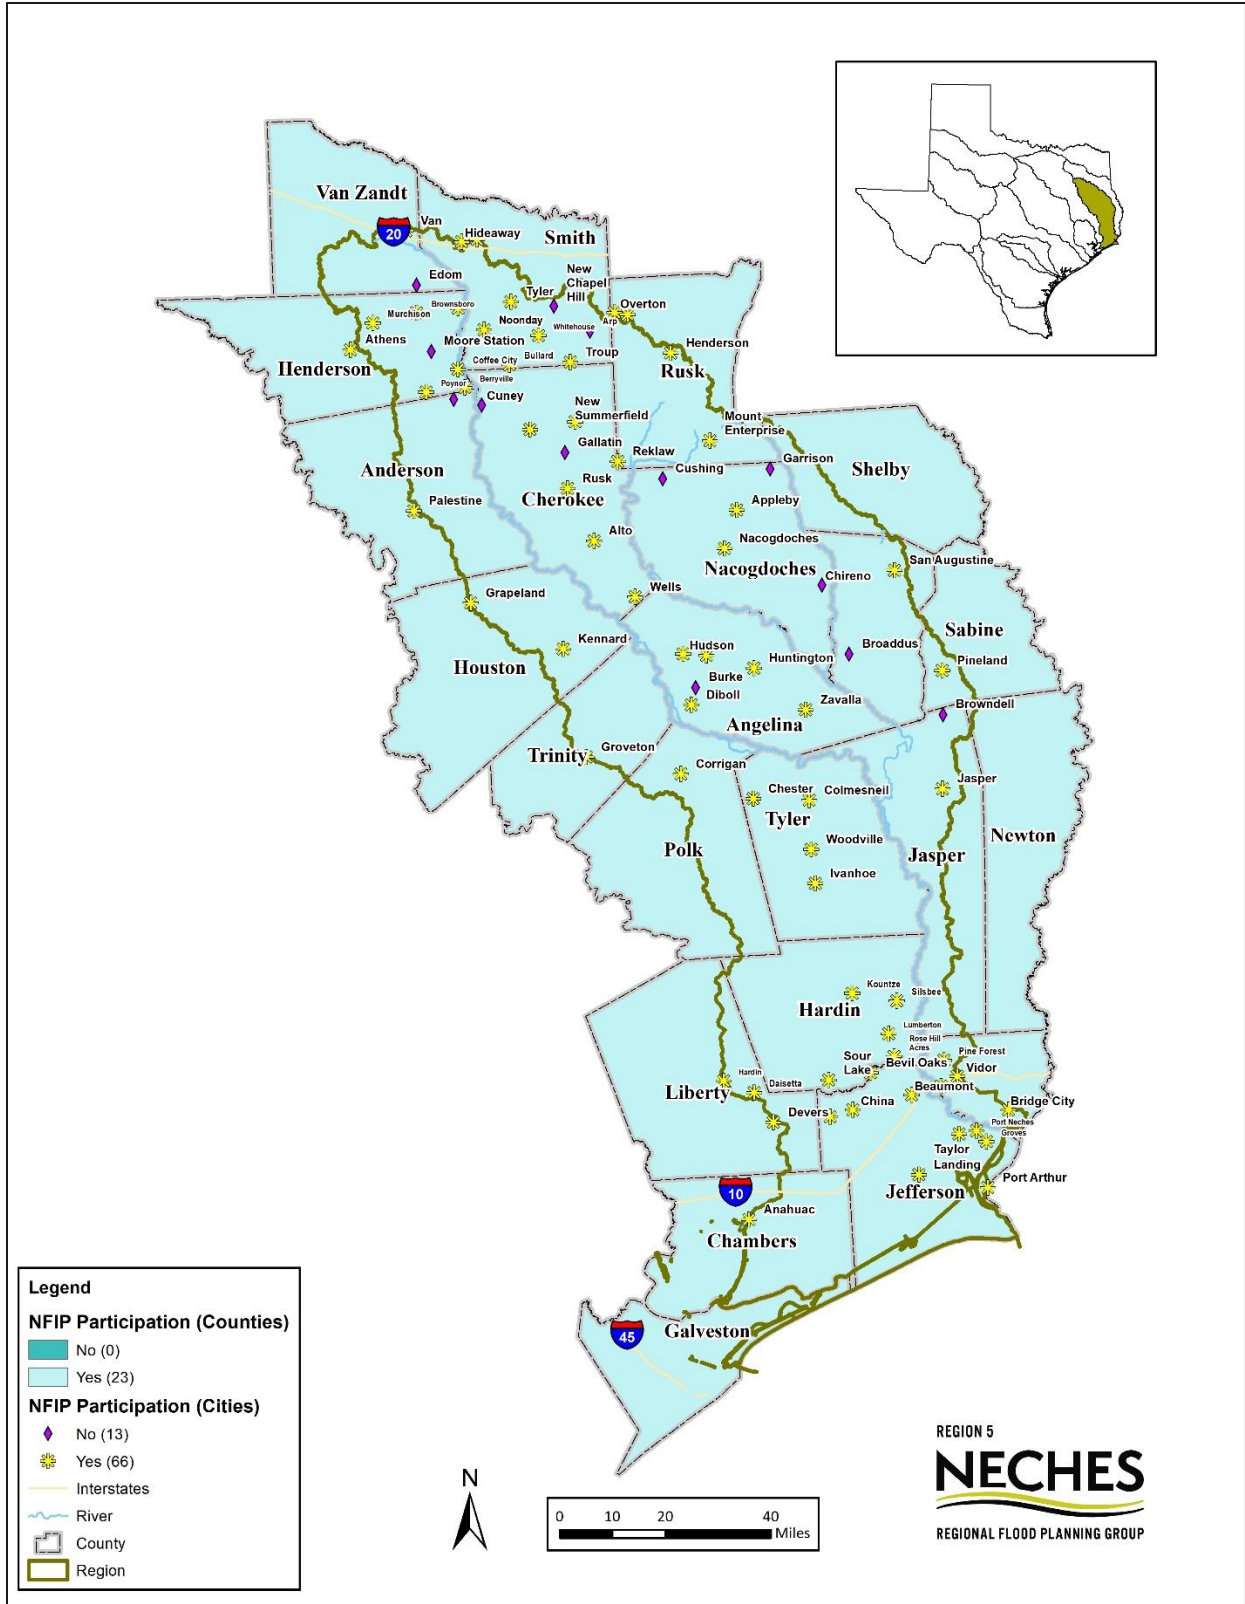 Van Zandt
Van
20
Hideaway
Smith
Edom
New
Chapel
Hill
Tyler
Overton
Arp
Brownsboro
Murchison
Noonday
Whitehouse
Athens
Moore Station
Henderson
Henderson
Rusk
Coffee City
Bullard
Troup
Poynor
Berryville
Cuney
New
Summerfield
Mount
Enterprise
Gallatin
Reklaw
Garrison
Shelby
Anderson
Cushing
Rusk
Cherokee
Palestine
Appleby
Alto
Nacogdoches
Nacogdoches
San Augustine
Chireno
Grapeland
Wells
Sabine
Kennard
Hudson
Huntington
Broaddus
Pineland
Houston
Burke
Diboll
Zavalla
Browndell
Angelina
Trinity
Groveton
Corrigan
Jasper
Chester
Colmesneil
Tyler
Newton
Polk
Woodville
Jasper
Ivanhoe
Kountze
Silsbee
Hardin
Lumberton
Rose Hill
Acres
Pine Forest
Sour
Lake
Bevil Oaks
Vidor
Hardin
Daisetta
Liberty
Beaumont
Devers
China
Bridge City
Port Neches
Groves
Taylor
Landing
Port Arthur
10
Jefferson
Anahuac
Chambers
Galveston
45
Legend
NFIP Participation (Counties)
No (0)
Yes (23)
NFIP Participation (Cities)
No (13)
Yes (66)
Interstates
River
County
Region
N
0 10 20 40
Miles
REGION 5
NECHES
REGIONAL FLOOD PLANNING GROUP